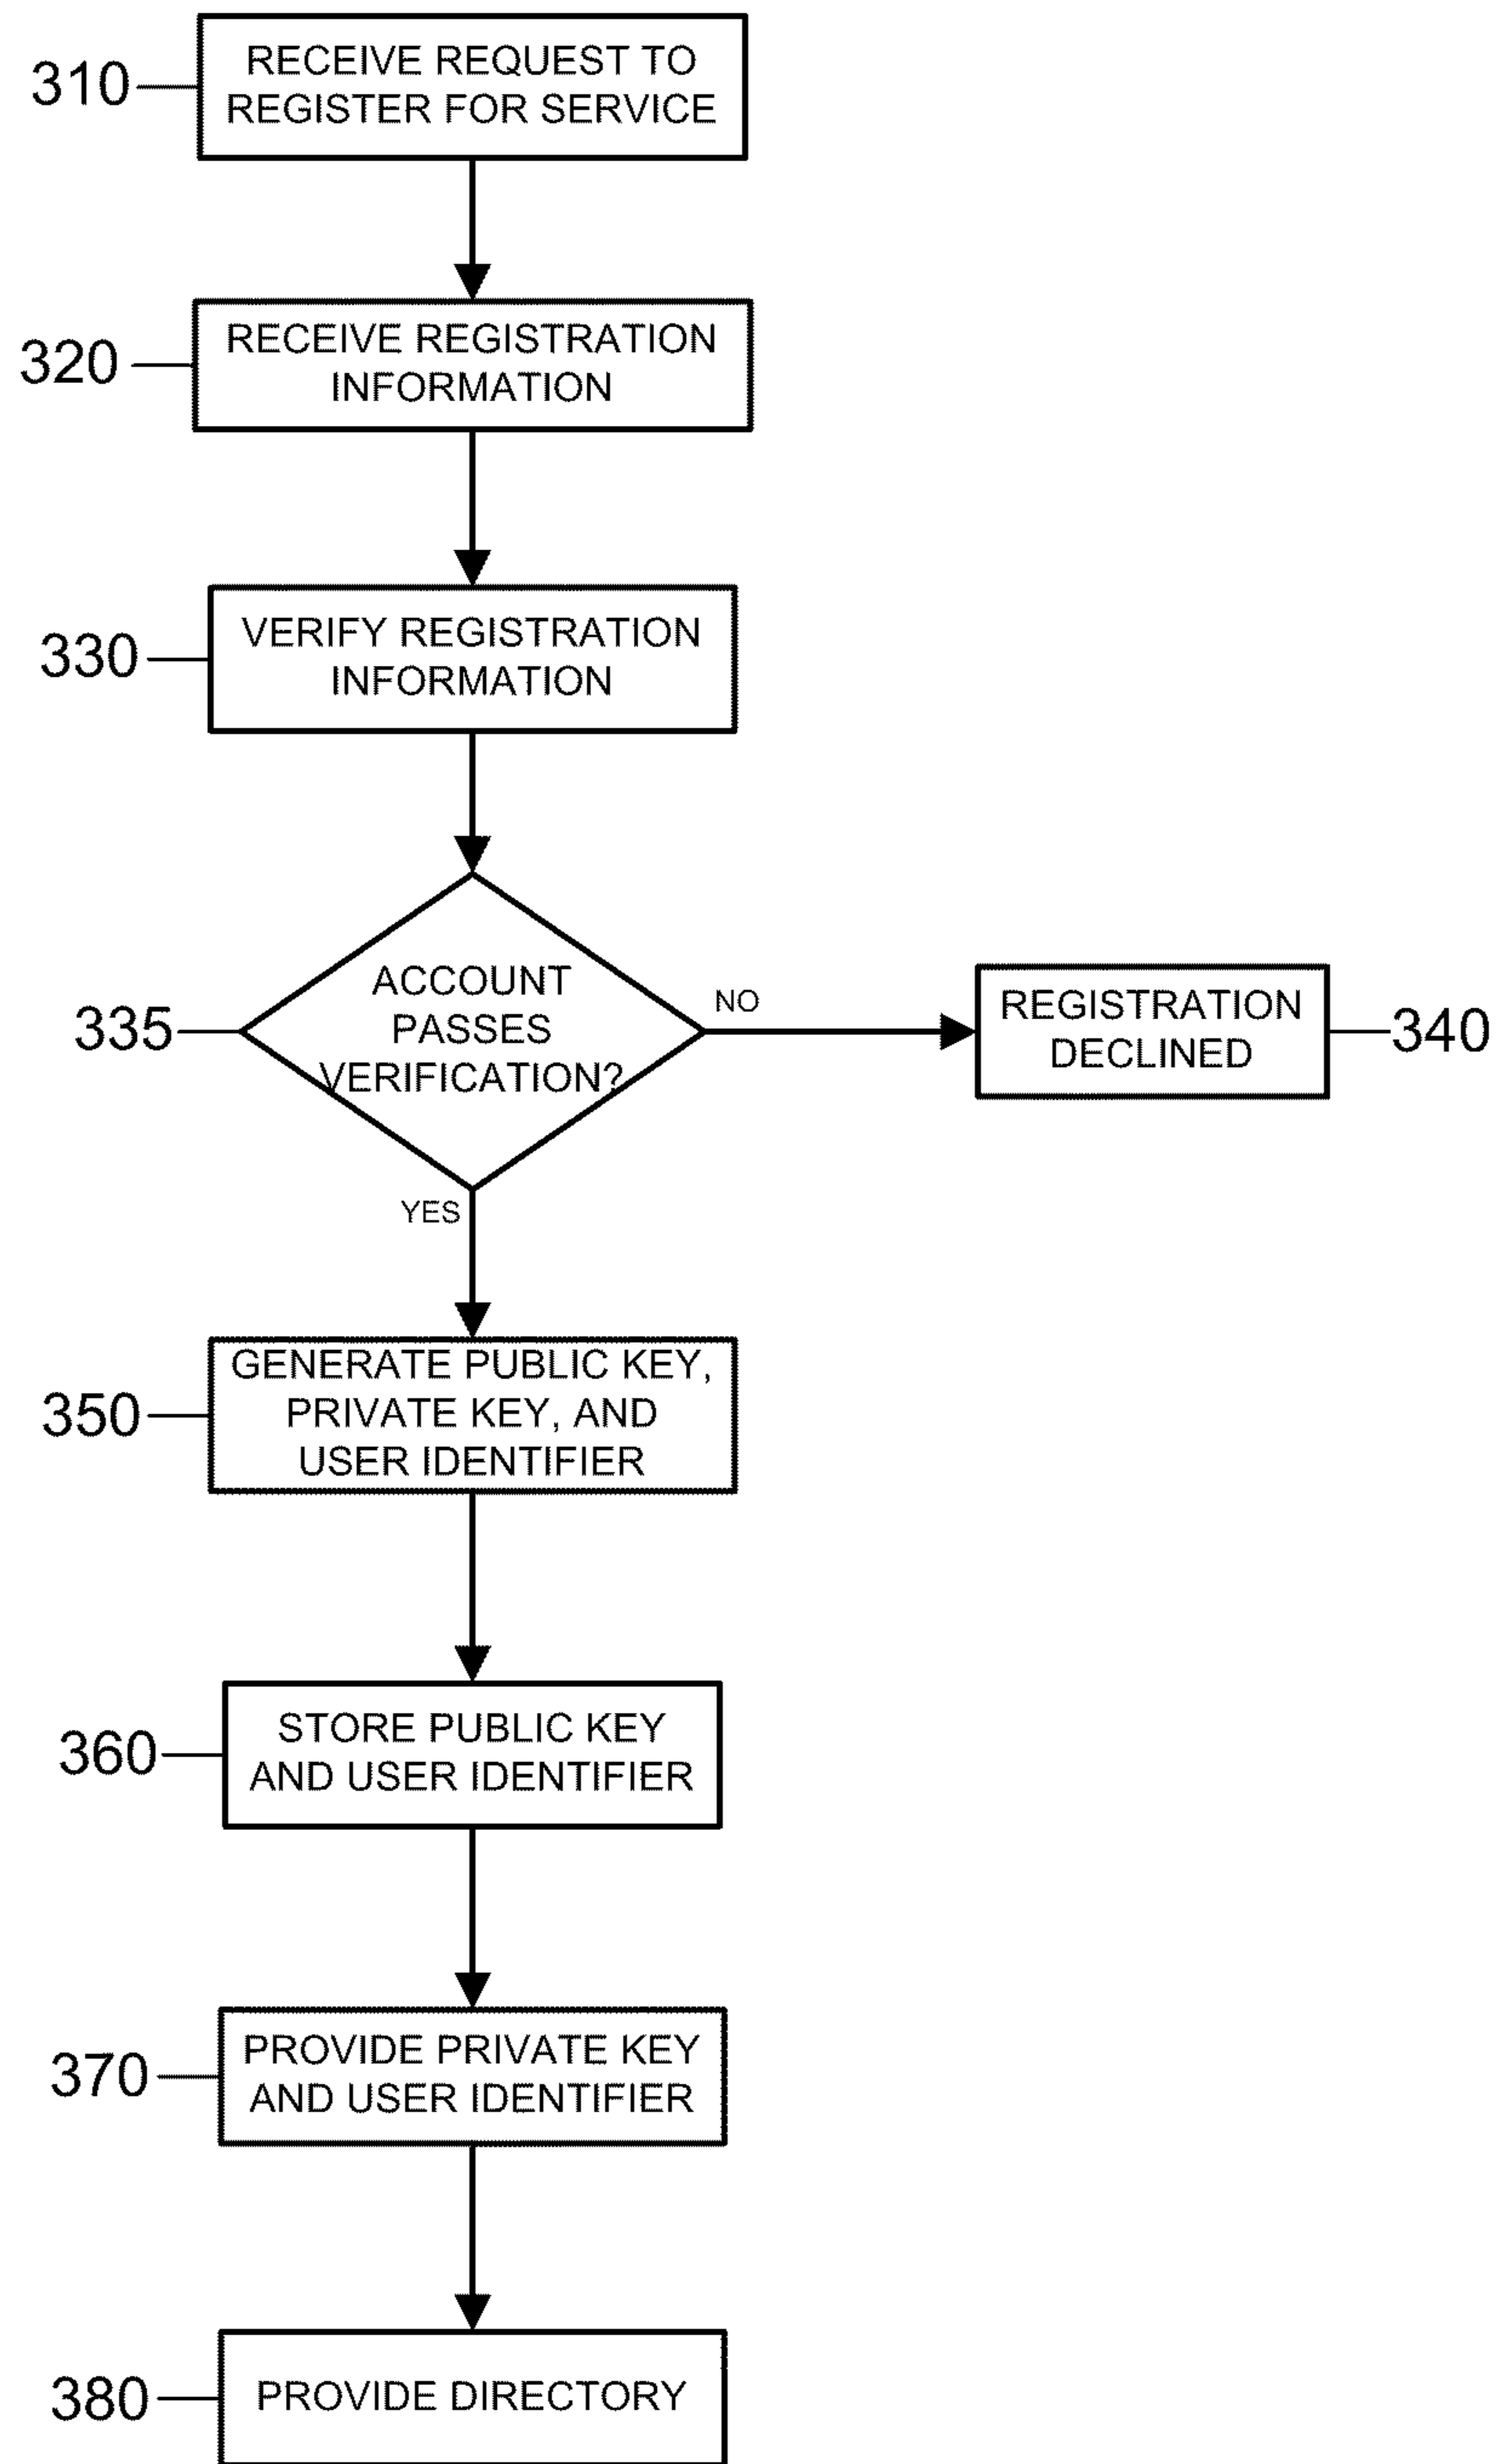 310
RECEIVE REQUEST TO
REGISTER FOR SERVICE
320
RECEIVE REGISTRATION
INFORMATION
330
VERIFY REGISTRATION
INFORMATION
335
ACCOUNT
PASSES
VERIFICATION?
NO
REGISTRATION
DECLINED
340
YES
350
GENERATE PUBLIC KEY,
PRIVATE KEY, AND
USER IDENTIFIER
360
STORE PUBLIC KEY
AND USER IDENTIFIER
370
PROVIDE PRIVATE KEY
AND USER IDENTIFIER
380
PROVIDE DIRECTORY